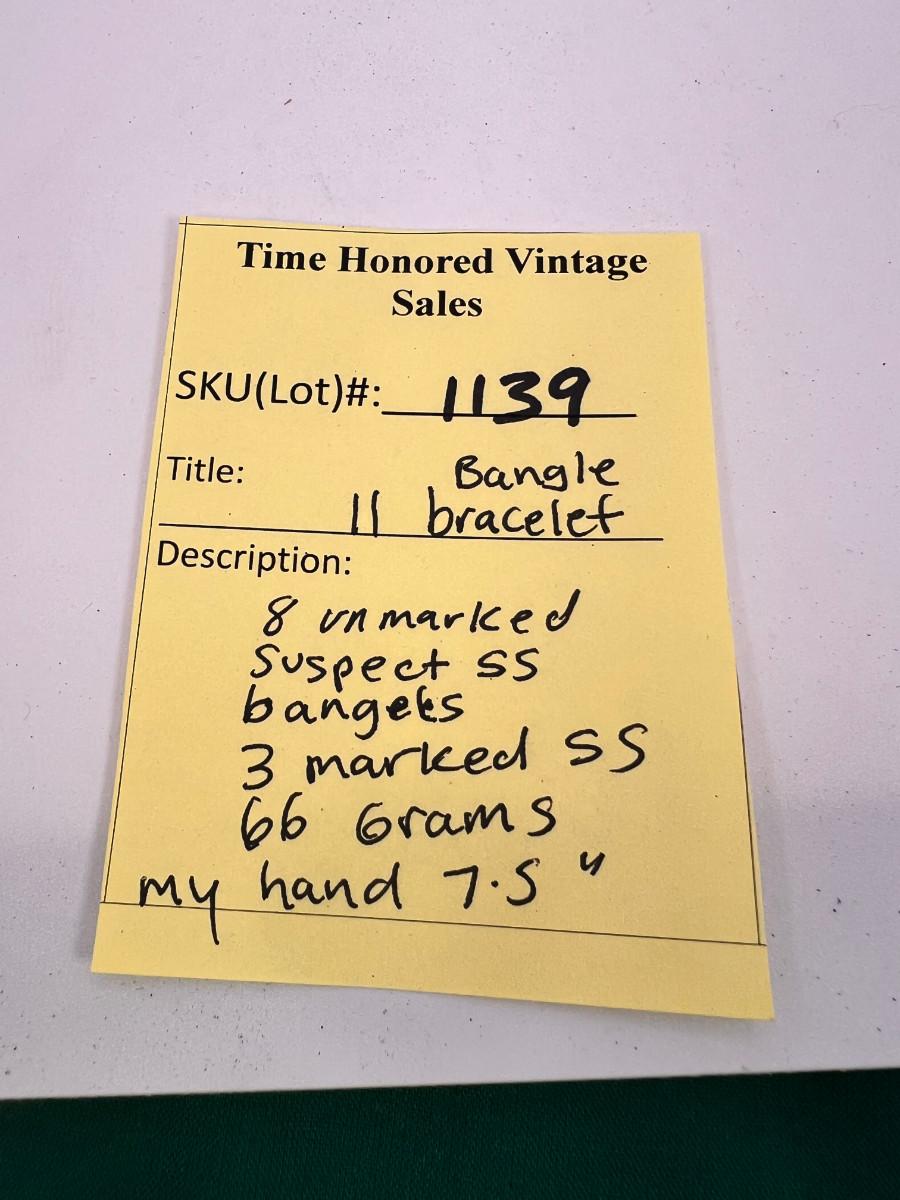 Time Honored Vintage
Sales
SKU(Lot)#: 1139
Title: Bangle
11 bracelet
Description:
8 unmarked
Suspect SS
bangels
3 marked SS
66 Grams
my hand 7.5 "